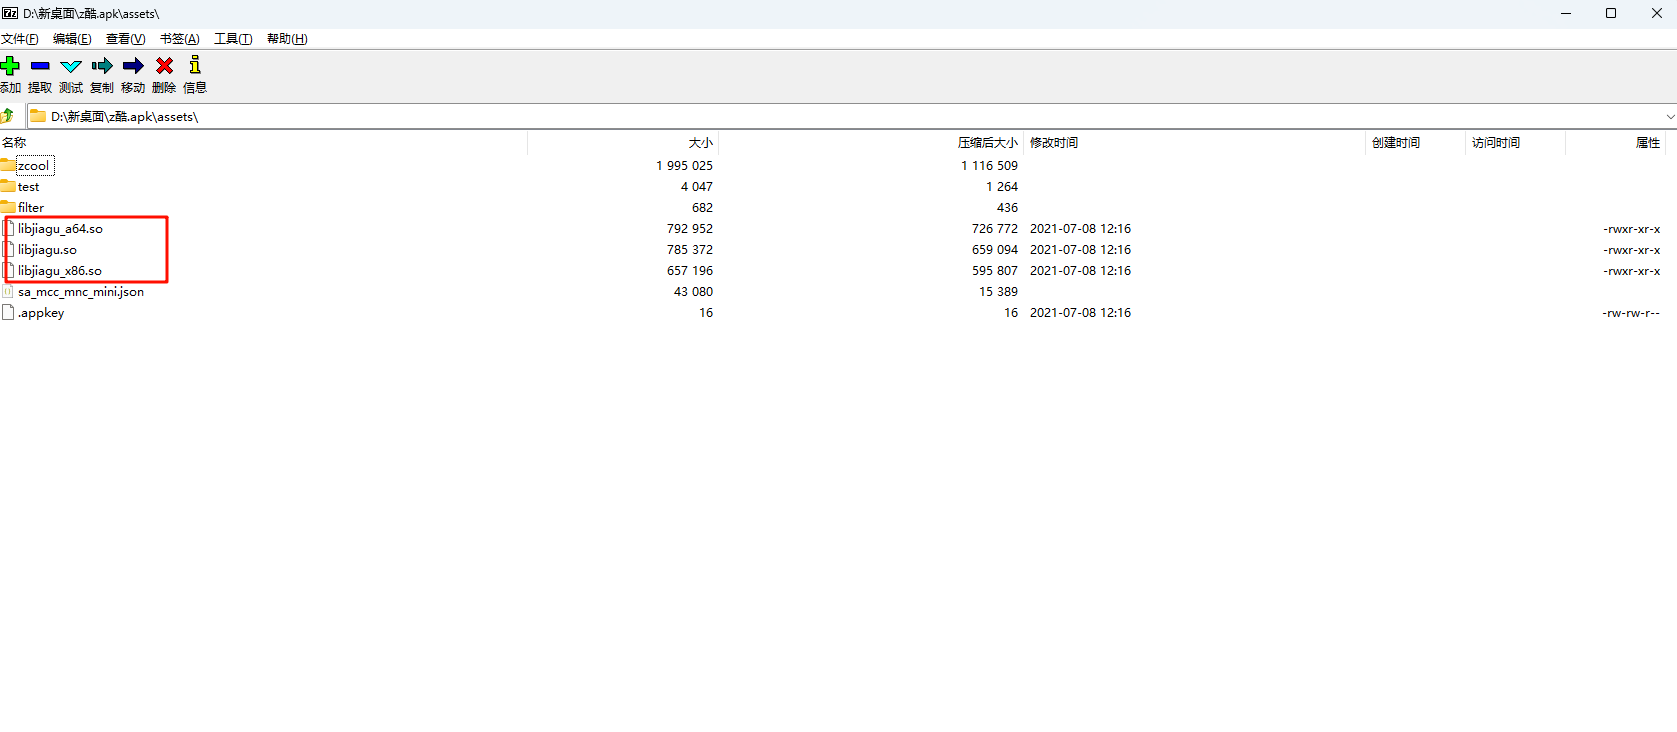 D:\新桌面\z酷.apk\assets\
文件(F) 编辑(E) 查看(V) 书签(A) 工具(T) 帮助(H)
添加 提取 测试 复制 移动 删除 信息
D:\新桌面\z酷.apk\assets\
名称 大小 压缩后大小 修改时间 创建时间 访问时间 属性
zcool 1 995 025 1 116 509
test 4 047 1 264
filter 682 436
libjiagu_a64.so 792 952 726 772 2021-07-08 12:16 -rwxr-xr-x
libjiagu.so 785 372 659 094 2021-07-08 12:16 -rwxr-xr-x
libjiagu_x86.so 657 196 595 807 2021-07-08 12:16 -rwxr-xr-x
sa_mcc_mnc_mini.json 43 080 15 389
.appkey 16 16 2021-07-08 12:16 -rw-rw-r--